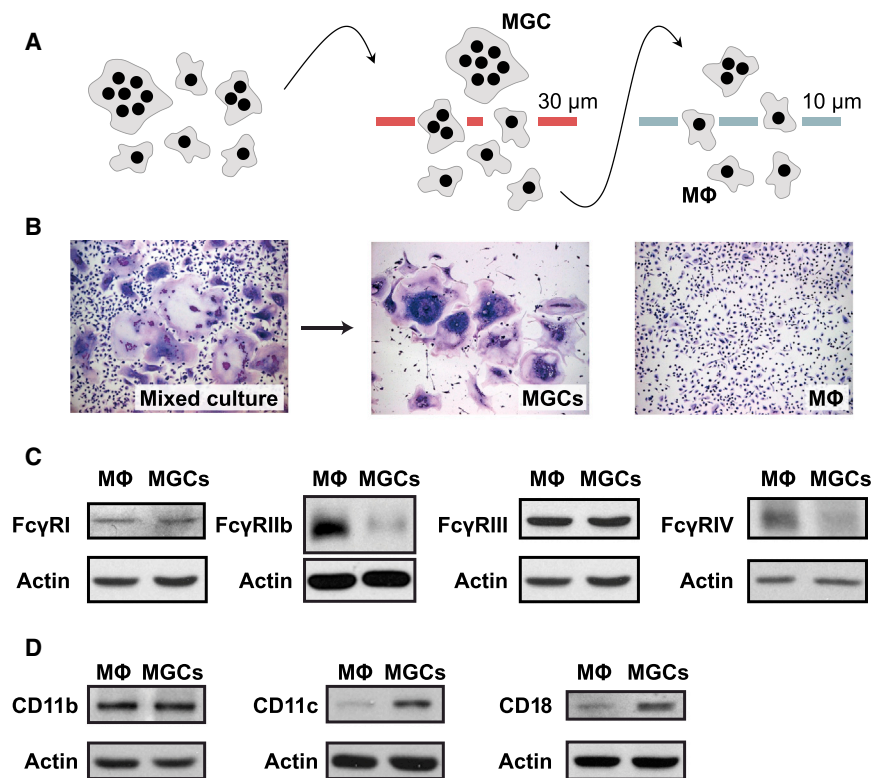 A
MGC
30 µm
10 µm
MΦ
B
Mixed culture
MGCs
MΦ
C
MΦ MGCs
MΦ MGCs
MΦ MGCs
MΦ MGCs
FcγRI
FcγRIIb
FcγRIII
FcγRIV
Actin
Actin
Actin
Actin
D
MΦ MGCs
MΦ MGCs
MΦ MGCs
CD11b
CD11c
CD18
Actin
Actin
Actin